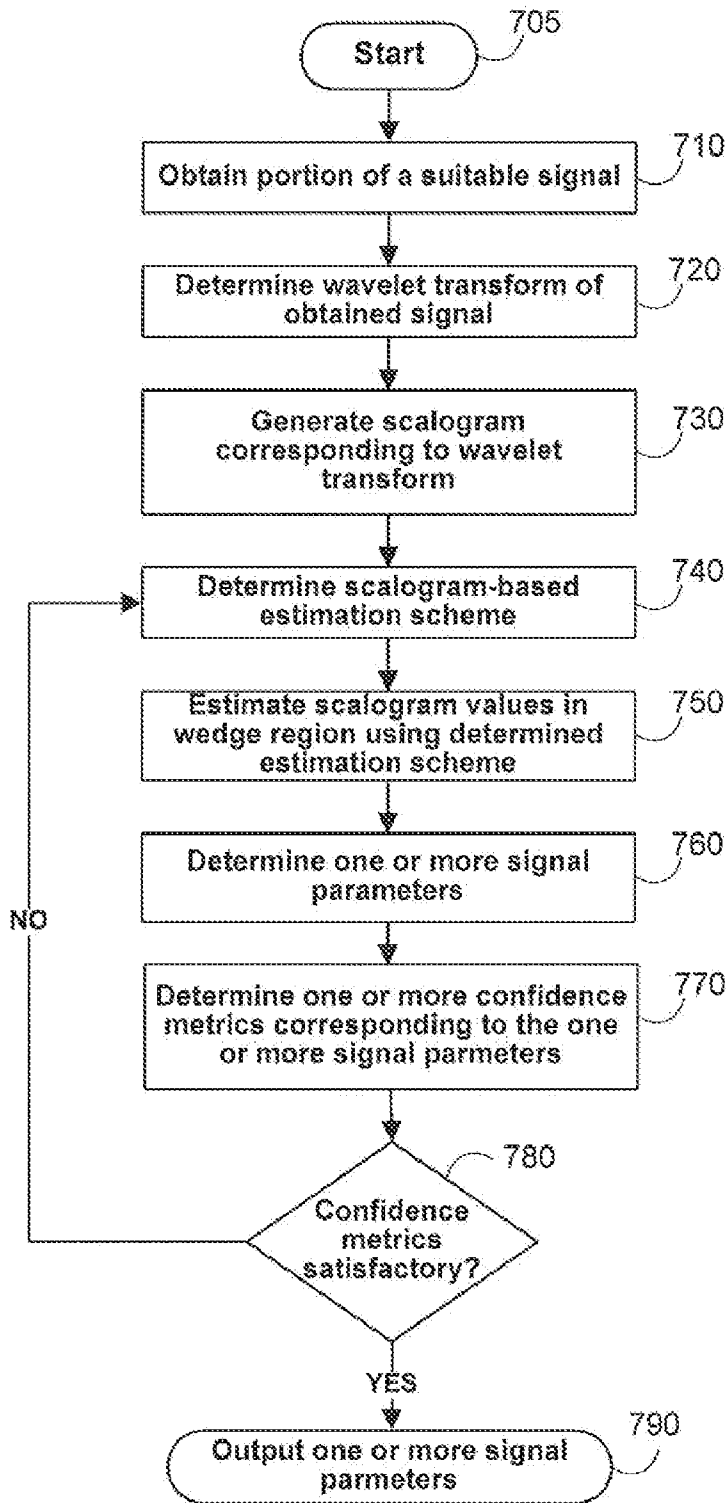 705
Start
710
Obtain portion of a suitable signal
720
Determine wavelet transform of
obtained signal
730
Generate scalogram
corresponding to wavelet
transform
740
Determine scalogram-based
estimation scheme
750
Estimate scalogram values in
wedge region using determined
estimation scheme
760
Determine one or more signal
parameters
NO
770
Determine one or more confidence
metrics corresponding to the one
or more signal parmeters
780
Confidence
metrics
satisfactory?
YES
790
Output one or more signal
parmeters